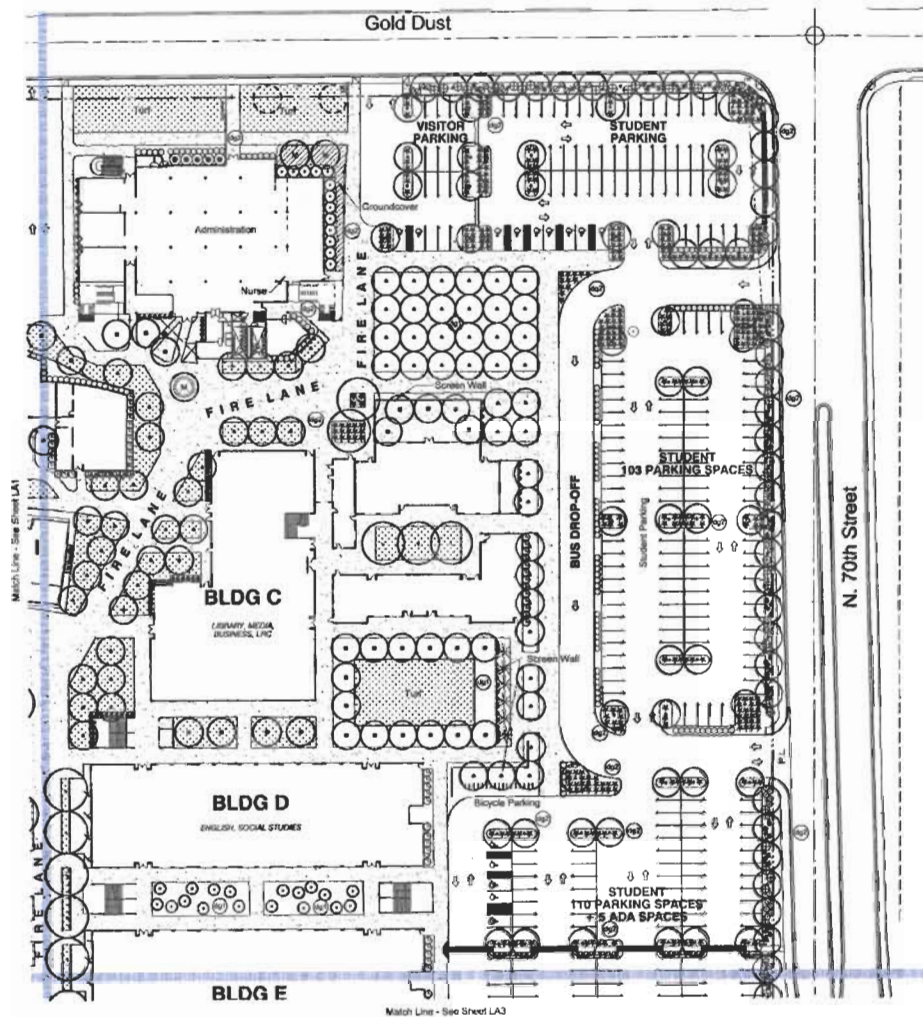 Gold Dust
Turf
Turf
VISITOR
PARKING
STUDENT
PARKING
Groundcover
Administration
Nurse
FIRE LANE
Screen Wall
FIRE LANE
STUDENT
103 PARKING SPACES
Match Line - See Sheet LA1
FIRE LANE
BUS DROP-OFF
Student Parking
N. 70th Street
BLDG C
LIBRARY, MEDIA,
BUSINESS, LRC
Screen Wall
Turf
P.L.
BLDG D
ENGLISH, SOCIAL STUDIES
Bicycle Parking
FIRE LANE
STUDENT
110 PARKING SPACES
+ 5 ADA SPACES
BLDG E
Match Line - See Sheet LA3